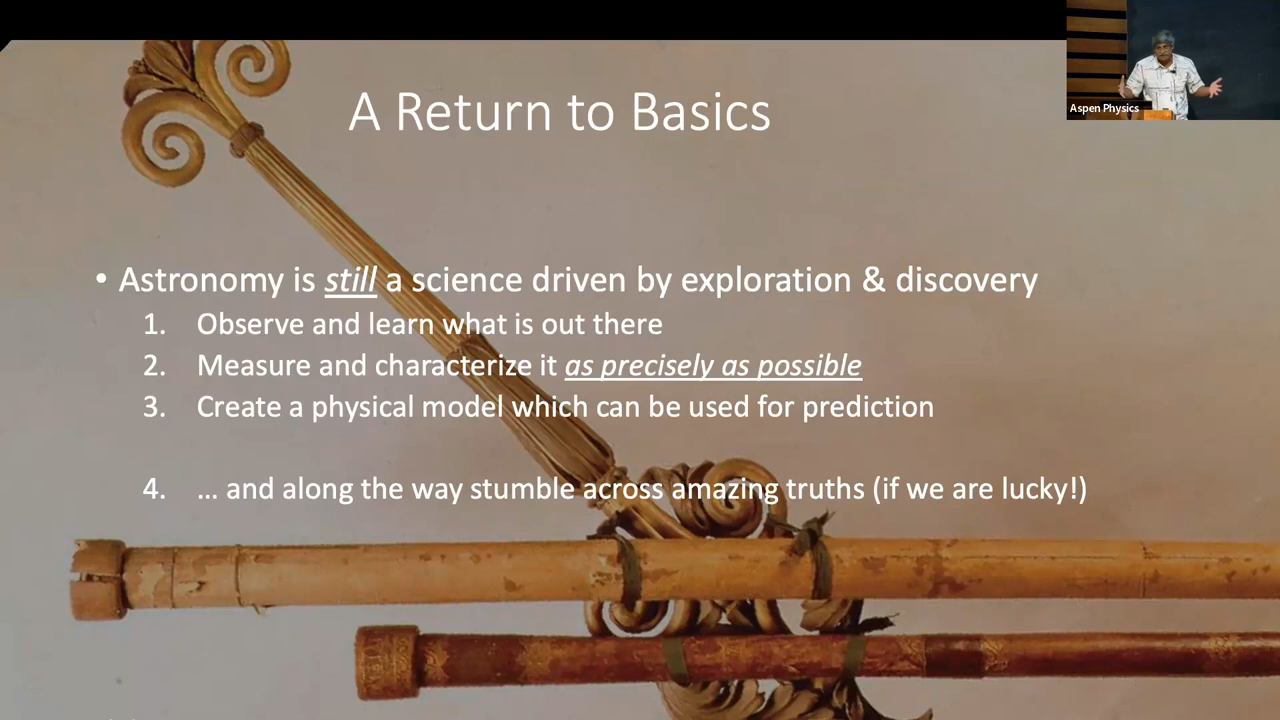 A Return to Basics
Aspen Physics
• Astronomy is still a science driven by exploration & discovery
1. Observe and learn what is out there
2. Measure and characterize it as precisely as possible
3. Create a physical model which can be used for prediction
4. ... and along the way stumble across amazing truths (if we are lucky!)